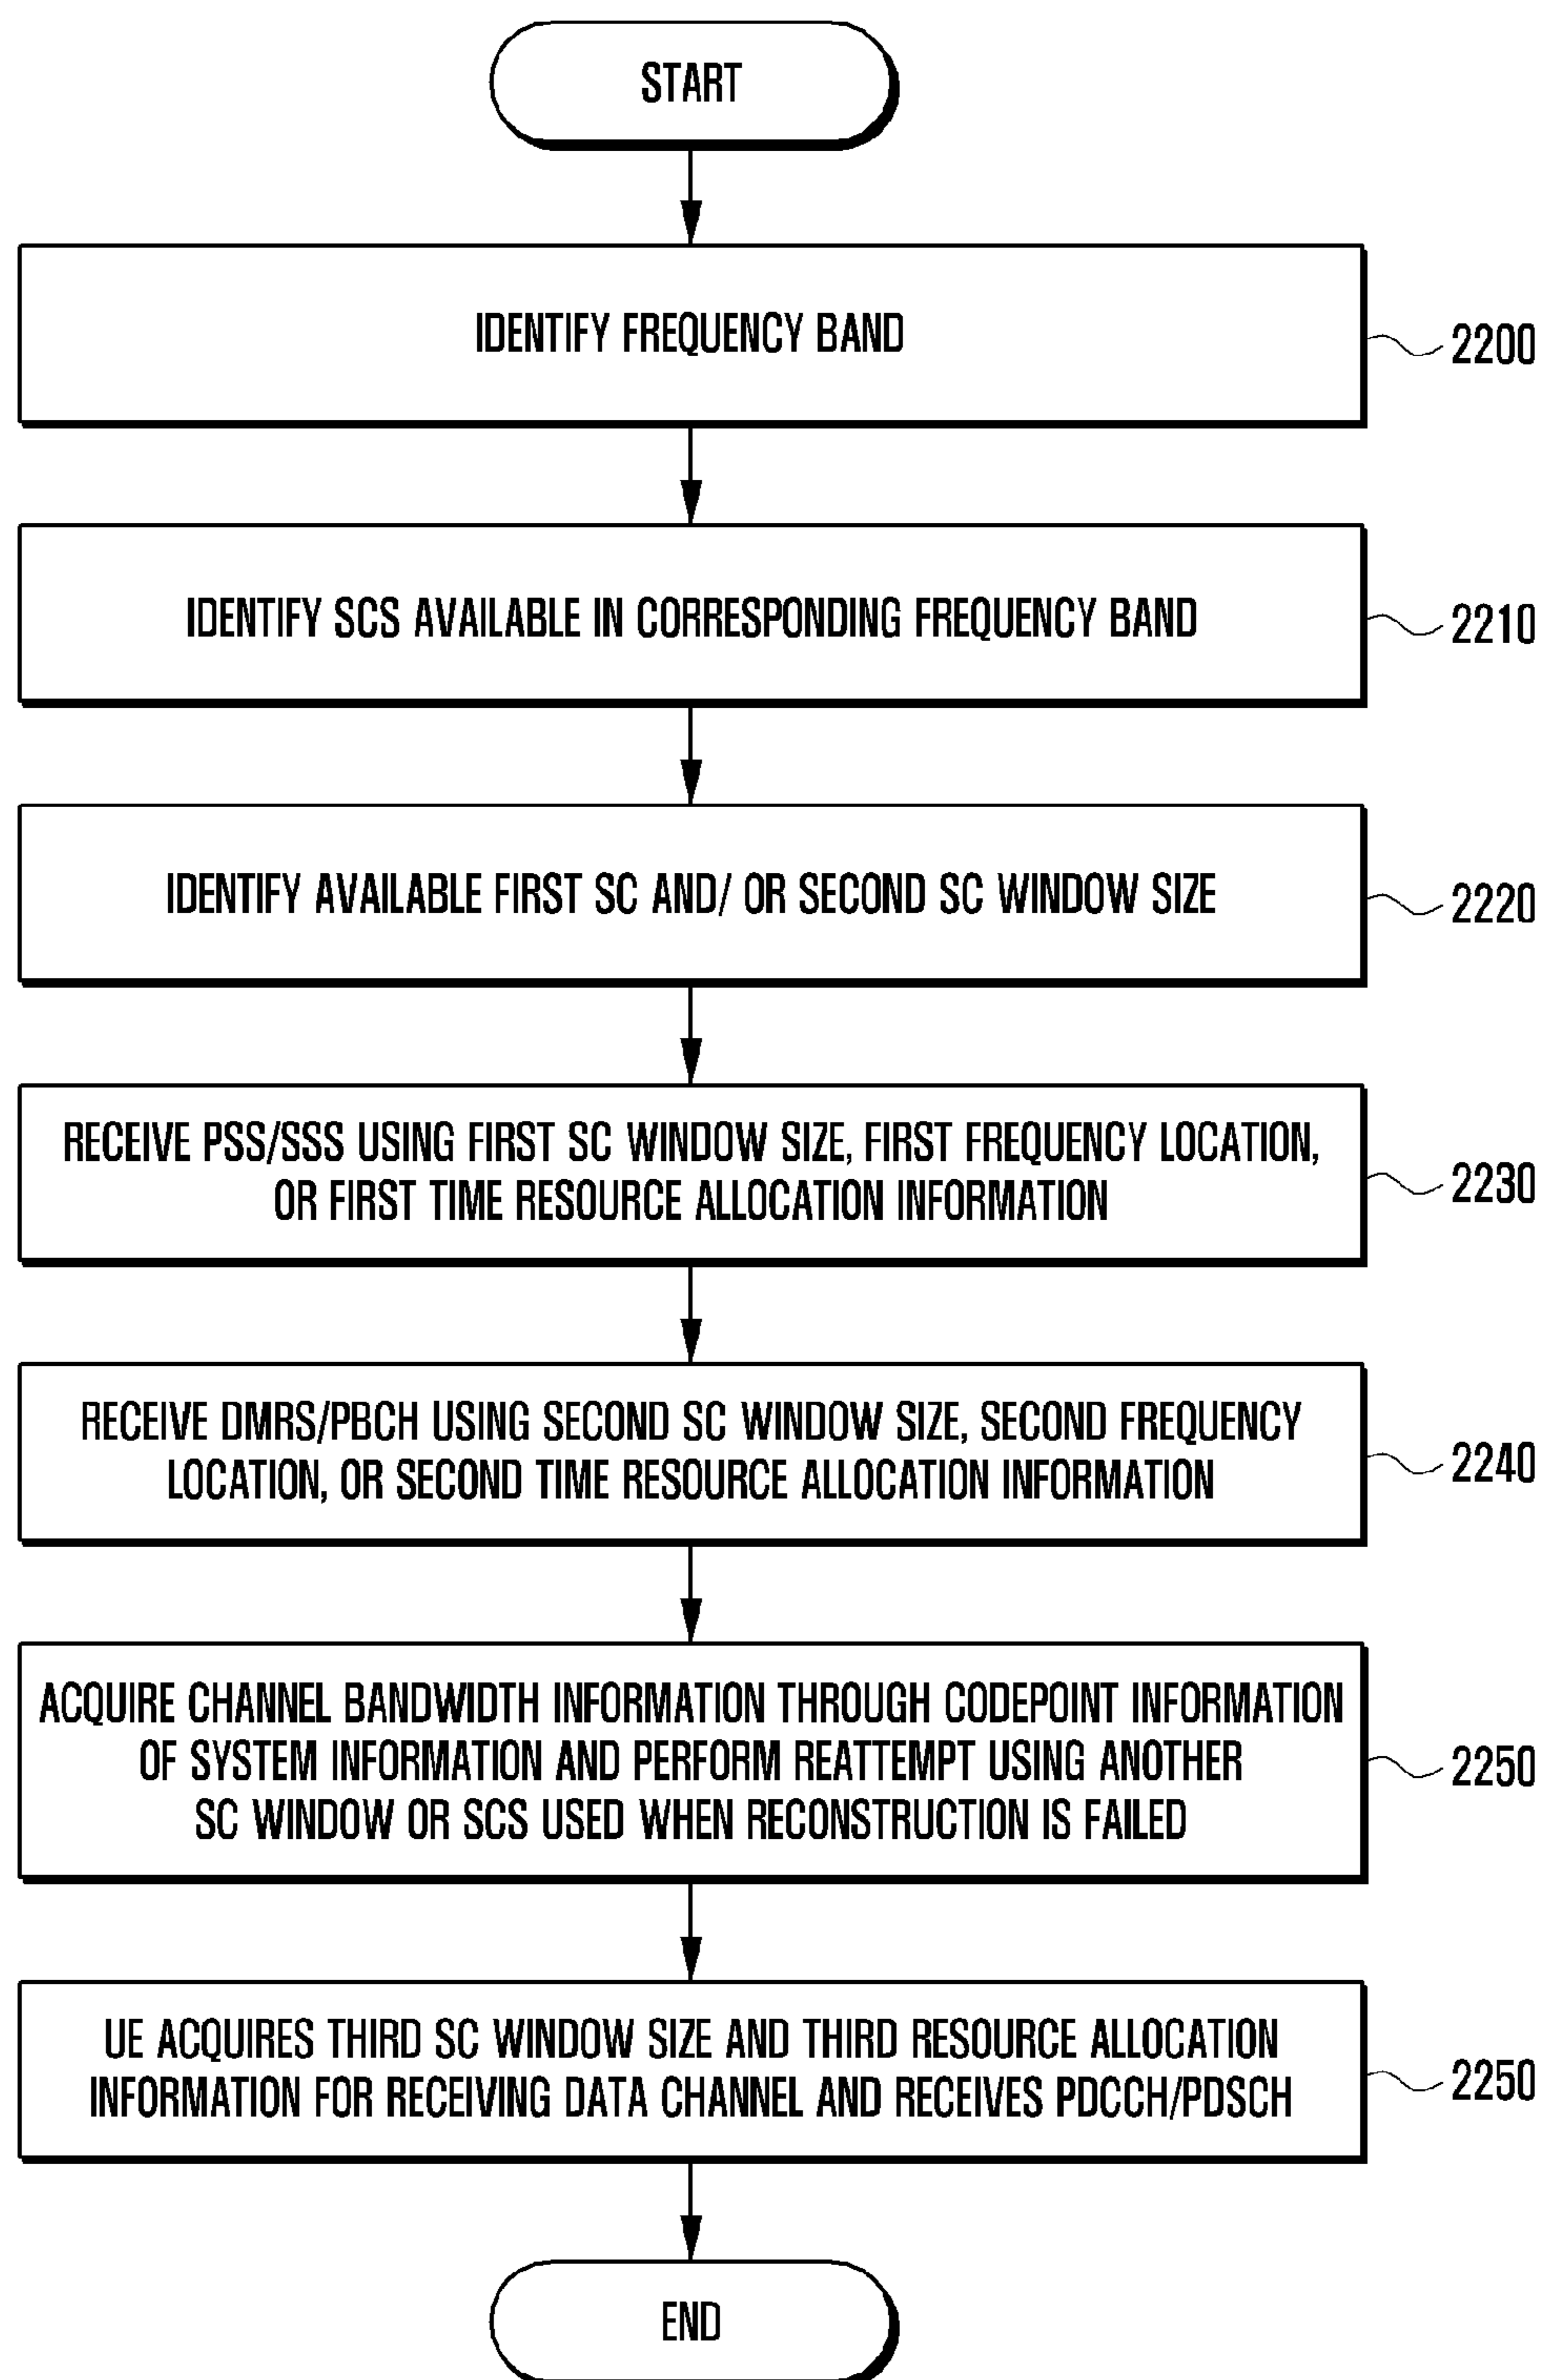 START
IDENTIFY FREQUENCY BAND
2200
IDENTIFY SCS AVAILABLE IN CORRESPONDING FREQUENCY BAND
2210
IDENTIFY AVAILABLE FIRST SC AND/ OR SECOND SC WINDOW SIZE
2220
RECEIVE PSS/SSS USING FIRST SC WINDOW SIZE, FIRST FREQUENCY LOCATION,
OR FIRST TIME RESOURCE ALLOCATION INFORMATION
2230
RECEIVE DMRS/PBCH USING SECOND SC WINDOW SIZE, SECOND FREQUENCY
LOCATION, OR SECOND TIME RESOURCE ALLOCATION INFORMATION
2240
ACQUIRE CHANNEL BANDWIDTH INFORMATION THROUGH CODEPOINT INFORMATION
OF SYSTEM INFORMATION AND PERFORM REATTEMPT USING ANOTHER
SC WINDOW OR SCS USED WHEN RECONSTRUCTION IS FAILED
2250
UE ACQUIRES THIRD SC WINDOW SIZE AND THIRD RESOURCE ALLOCATION
INFORMATION FOR RECEIVING DATA CHANNEL AND RECEIVES PDCCH/PDSCH
2250
END